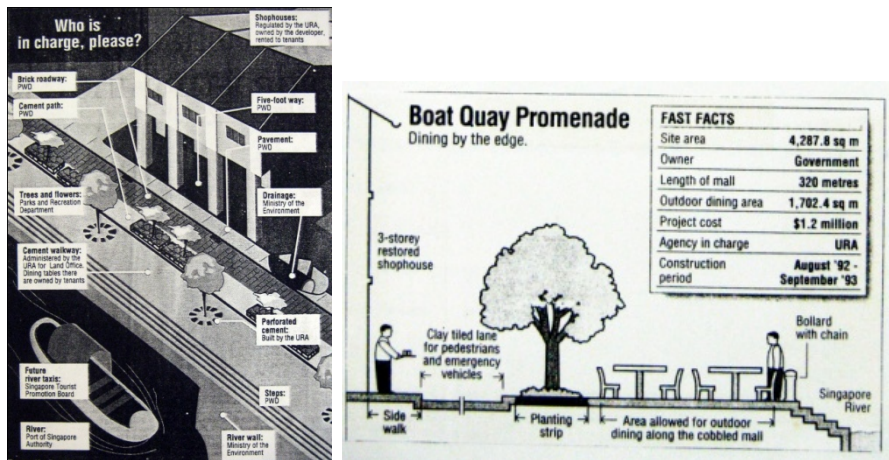 Who is
in charge, please?
Shophouses:
Regulated by the URA,
owned by the developer,
rented to tenants
Brick roadway:
PWD
Cement path:
PWD
Five-foot way:
PWD
Pavement:
PWD
Trees and flowers:
Parks and Recreation
Department
Drainage:
Ministry of the
Environment
Cement walkway:
Administered by the
URA for Land Office.
Dining tables there
are owned by tenants
Perforated
cement:
Built by the URA
Future
river taxis:
Singapore Tourist
Promotion Board
Steps:
PWD
River:
Port of Singapore
Authority
River wall:
Ministry of the
Environment
Boat Quay Promenade
Dining by the edge.
FAST FACTS
Site area 4,287.8 sq m
Owner Government
Length of mall 320 metres
Outdoor dining area 1,702.4 sq m
Project cost $1.2 million
Agency in charge URA
Construction August '92 -
period September '93
3-storey
restored
shophouse
Clay tiled lane
for pedestrians
and emergency
vehicles
Bollard
with chain
Singapore
River
Side
walk
Planting
strip
Area allowed for outdoor
dining along the cobbled mall